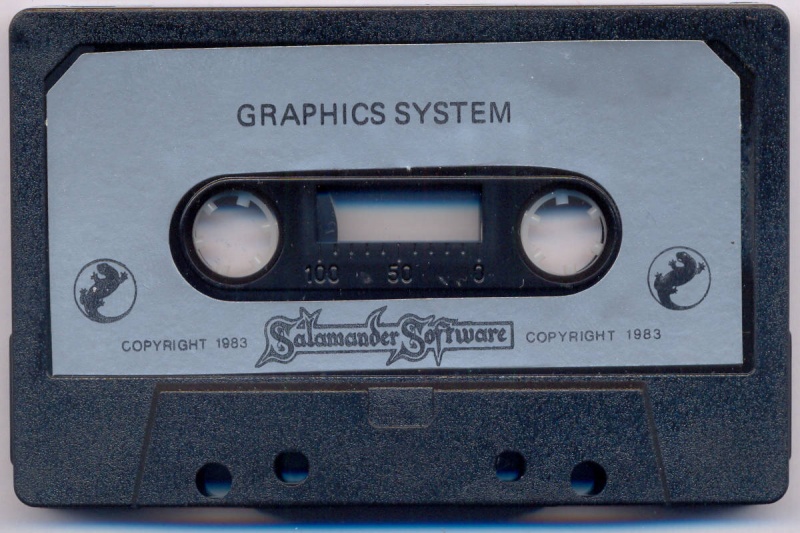 GRAPHICS SYSTEM
100 50 0
COPYRIGHT 1983 Salamander Software COPYRIGHT 1983